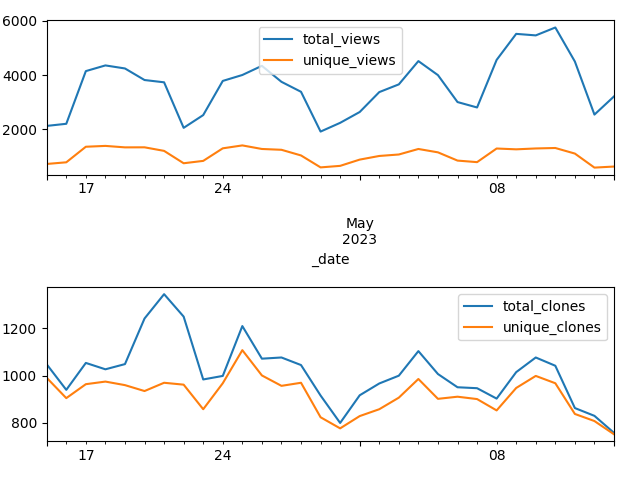 6000
4000
2000
total_views
unique_views
17
24
08
May
2023
_date
1200
1000
800
total_clones
unique_clones
17
24
08